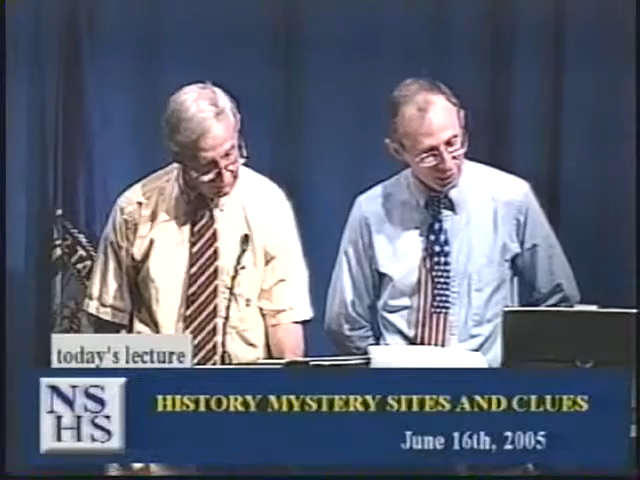 today's lecture
NS
HS
HISTORY MYSTERY SITES AND CLUES
June 16th, 2005